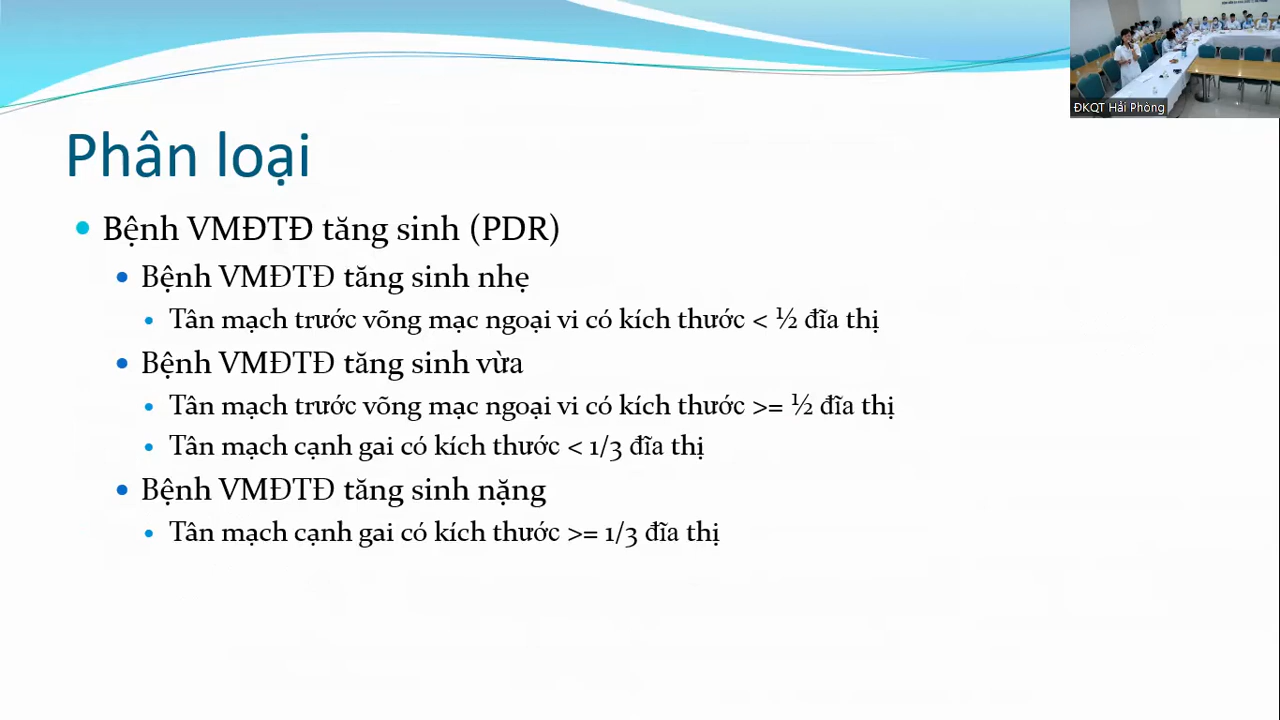 ĐKQT Hải Phòng
Phân loại
Bệnh VMĐTĐ tăng sinh (PDR)
Bệnh VMĐTĐ tăng sinh nhẹ
Tân mạch trước võng mạc ngoại vi có kích thước < ½ đĩa thị
Bệnh VMĐTĐ tăng sinh vừa
Tân mạch trước võng mạc ngoại vi có kích thước >= ½ đĩa thị
Tân mạch cạnh gai có kích thước < 1/3 đĩa thị
Bệnh VMĐTĐ tăng sinh nặng
Tân mạch cạnh gai có kích thước >= 1/3 đĩa thị